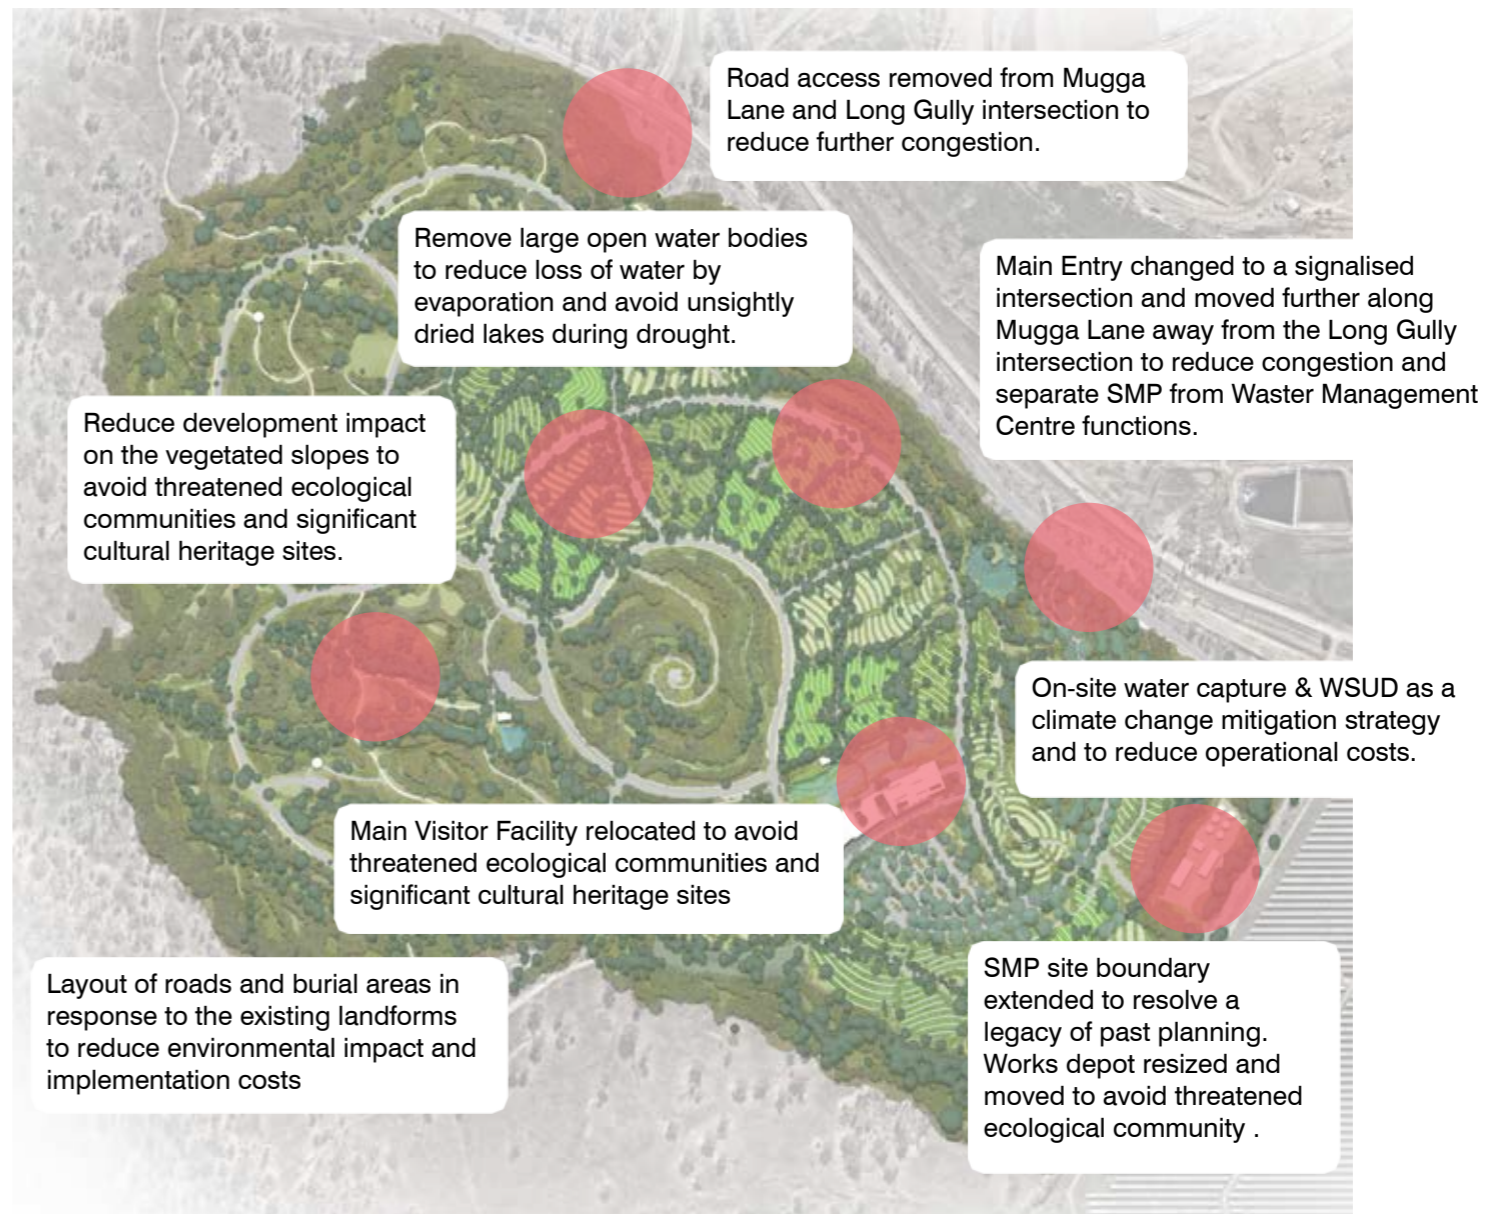 Road access removed from Mugga
Lane and Long Gully intersection to
reduce further congestion.
Remove large open water bodies
to reduce loss of water by
evaporation and avoid unsightly
dried lakes during drought.
Main Entry changed to a signalised
intersection and moved further along
Mugga Lane away from the Long Gully
intersection to reduce congestion and
separate SMP from Waster Management
Centre functions.
Reduce development impact
on the vegetated slopes to
avoid threatened ecological
communities and significant
cultural heritage sites.
On-site water capture & WSUD as a
climate change mitigation strategy
and to reduce operational costs.
Main Visitor Facility relocated to avoid
threatened ecological communities and
significant cultural heritage sites
Layout of roads and burial areas in
response to the existing landforms
to reduce environmental impact and
implementation costs
SMP site boundary
extended to resolve a
legacy of past planning.
Works depot resized and
moved to avoid threatened
ecological community .